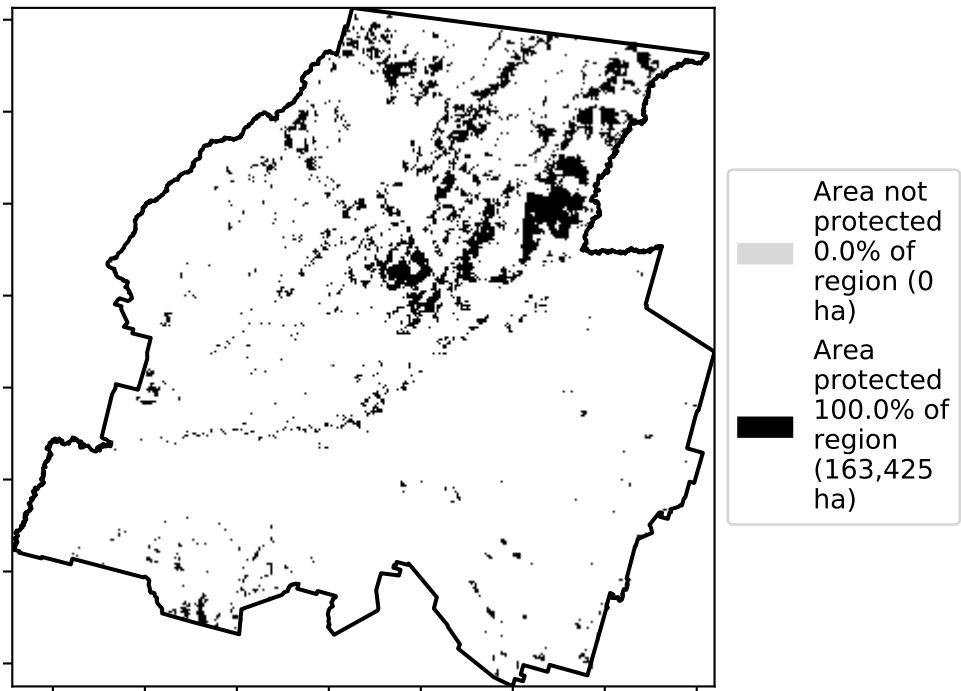 Area not
protected
0.0% of
region (0
ha)
Area
protected
100.0% of
region
(163,425
ha)